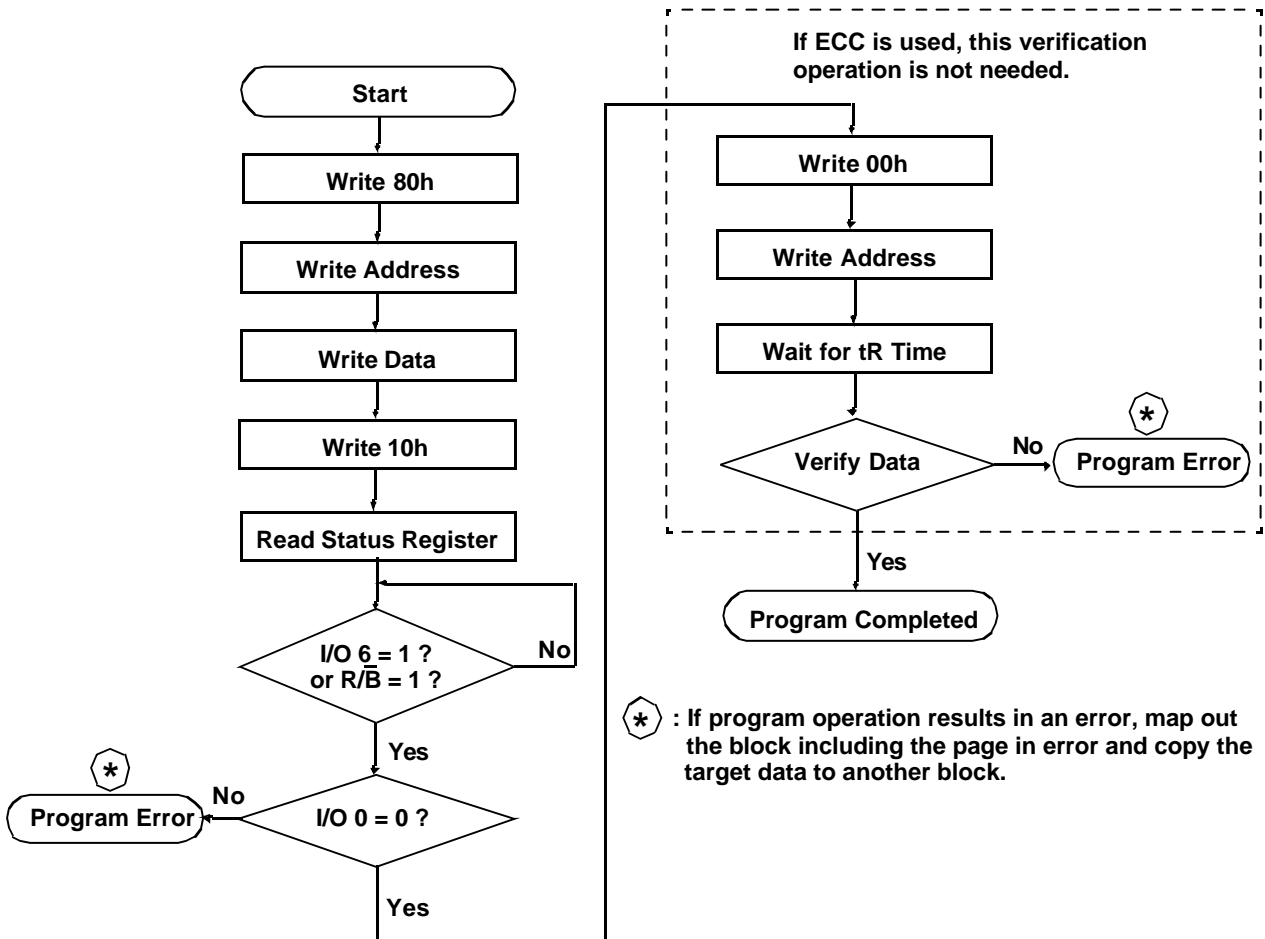 Start
Write 80h
Write Address
Write Data
Write 10h
Read Status Register
I/O 6 = 1 ?
or R/B̅ = 1 ?
No
Yes
*
No
Program Error
I/O 0 = 0 ?
Yes
If ECC is used, this verification
operation is not needed.
Write 00h
Write Address
Wait for tR Time
*
Verify Data
No
Program Error
Yes
Program Completed
* : If program operation results in an error, map out
the block including the page in error and copy the
target data to another block.